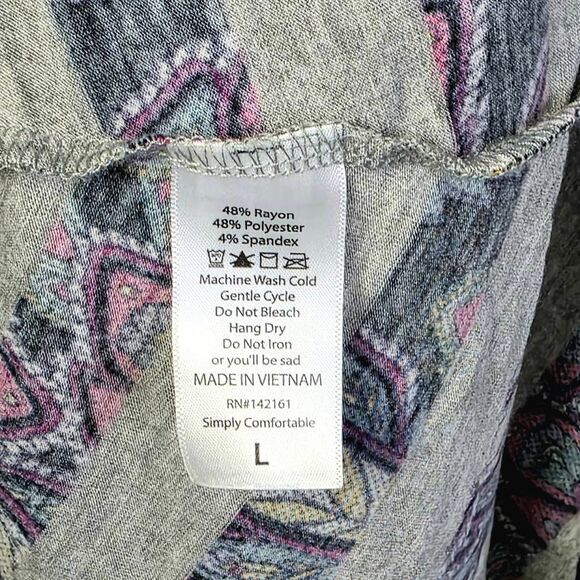 48% Rayon
48% Polyester
4% Spandex
Machine Wash Cold
Gentle Cycle
Do Not Bleach
Hang Dry
Do Not Iron
or you'll be sad
MADE IN VIETNAM
RN#142161
Simply Comfortable
L